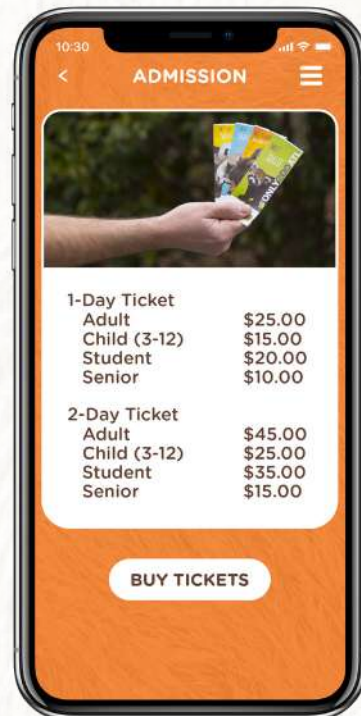 10:30
< ADMISSION
#ONLYZOOATL
1-Day Ticket
Adult $25.00
Child (3-12) $15.00
Student $20.00
Senior $10.00
2-Day Ticket
Adult $45.00
Child (3-12) $25.00
Student $35.00
Senior $15.00
BUY TICKETS